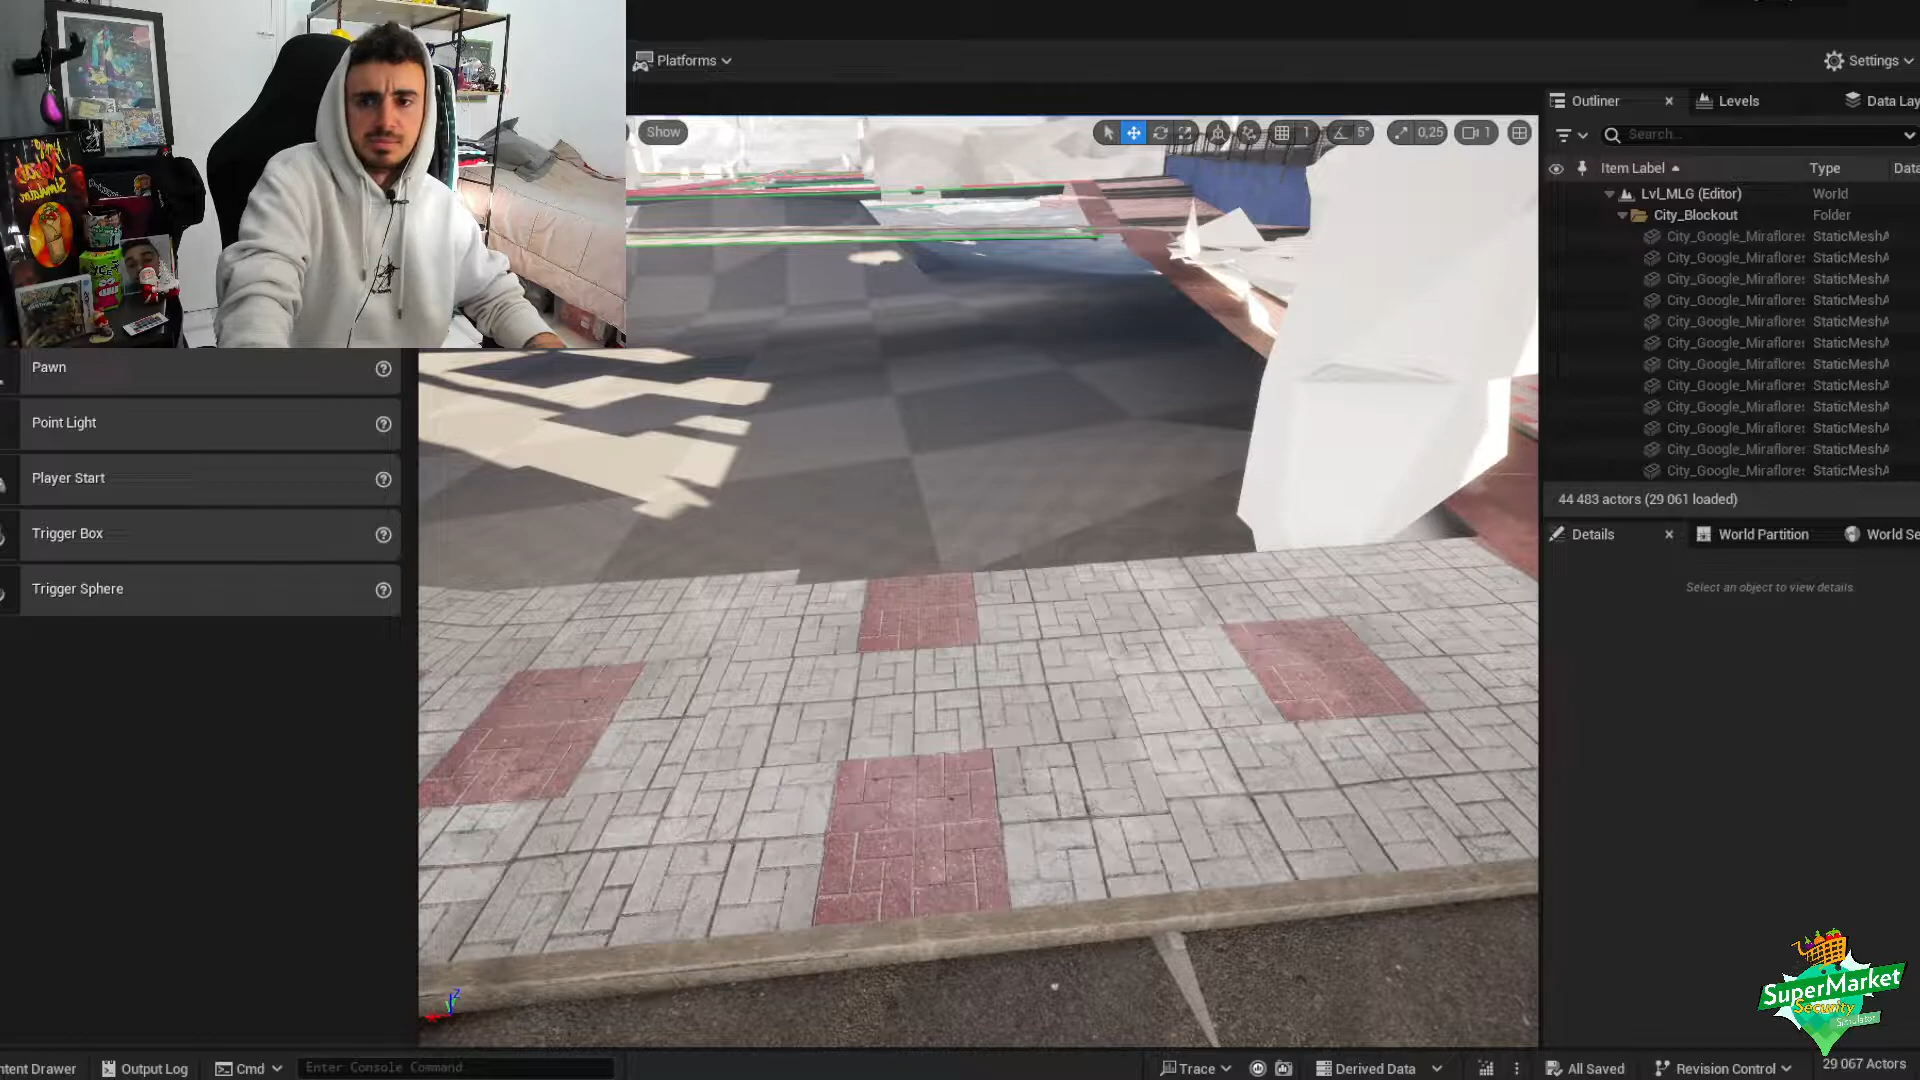 Platforms
Settings
Show
1
5°
0,25
1
Outliner
Levels
Data Lay
Search...
Item Label
Type
Data
Lvl_MLG (Editor)
World
City_Blockout
Folder
City_Google_Miraflores
StaticMeshA
City_Google_Miraflores
StaticMeshA
City_Google_Miraflores
StaticMeshA
City_Google_Miraflores
StaticMeshA
City_Google_Miraflores
StaticMeshA
City_Google_Miraflores
StaticMeshA
City_Google_Miraflores
StaticMeshA
City_Google_Miraflores
StaticMeshA
City_Google_Miraflores
StaticMeshA
City_Google_Miraflores
StaticMeshA
City_Google_Miraflores
StaticMeshA
City_Google_Miraflores
StaticMeshA
44 483 actors (29 061 loaded)
Pawn
Point Light
Player Start
Trigger Box
Trigger Sphere
Details
World Partition
World Se
Select an object to view details.
SuperMarket
Security
Simulator
ntent Drawer
Output Log
Cmd
Enter Console Command
Trace
Derived Data
All Saved
Revision Control
29 067 Actors